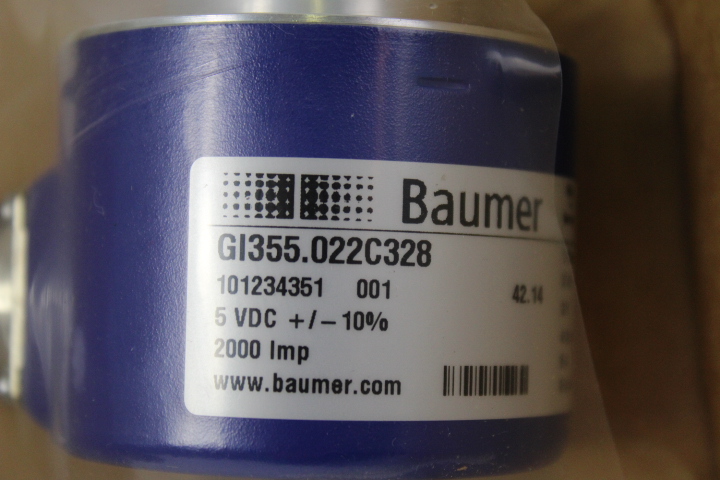 Baumer
GI355.022C328
101234351 001 42.14
5 VDC +/-10%
2000 Imp
www.baumer.com